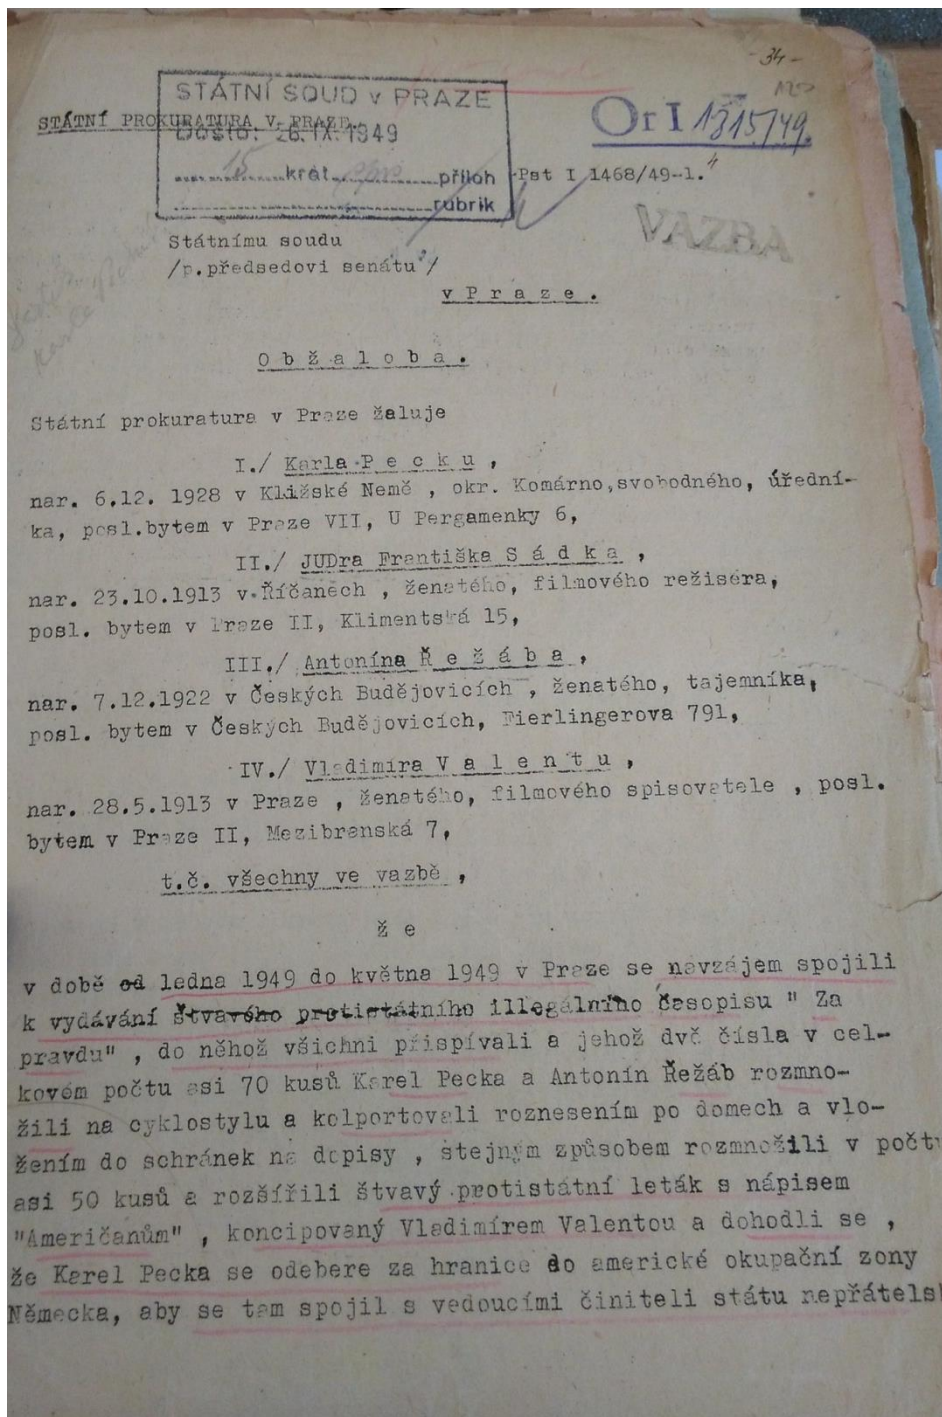 - 34 -
STÁTNÍ SOUD v PRAZE
STÁTNÍ PROKURATURA V PRAZE.
Došlo: 26.IX.1949
Or I 1315/49.
15 krát příloh
Pst I 1468/49-1.
rubrik
VAZBA
Státnímu soudu
/p.předsedovi senátu /
v P r a z e .
O b ž a l o b a .
Státní prokuratura v Praze žaluje
I./ Karla P e c k u ,
nar. 6.12. 1928 v Kližské Nemě , okr. Komárno,svobodného, úřední-
ka, posl.bytem v Praze VII, U Pergamenky 6,
II./ JUDra Františka S á d k a ,
nar. 23.10.1913 v Říčanech , ženatého, filmového režiséra,
posl. bytem v Praze II, Klimentská 15,
III./ Antonína Ř e ž á b a ,
nar. 7.12.1922 v Českých Budějovicích , ženatého, tajemníka,
posl. bytem v Českých Budějovicích, Fierlingerova 791,
IV./ Vladimíra V a l e n t u ,
nar. 28.5.1913 v Praze , ženatého, filmového spisovatele , posl.
bytem v Praze II, Mezibranská 7,
t.č. všechny ve vazbě ,
ž e
v době od ledna 1949 do května 1949 v Praze se navzájem spojili
k vydávání štvavého protistátního illegálního časopisu " Za
pravdu" , do něhož všichni přispívali a jehož dvě čísla v cel-
kovém počtu asi 70 kusů Karel Pecka a Antonín Řežáb rozmno-
žili na cyklostylu a kolportovali roznesením po domech a vlo-
žením do schránek na dopisy , stejným způsobem rozmnožili v počtu
asi 50 kusů a rozšířili štvavý protistátní leták s nápisem
"Američanům" , koncipovaný Vladimírem Valentou a dohodli se ,
že Karel Pecka se odebere za hranice do americké okupační zony
Německa, aby se tam spojil s vedoucími činiteli státu nepřátelsk